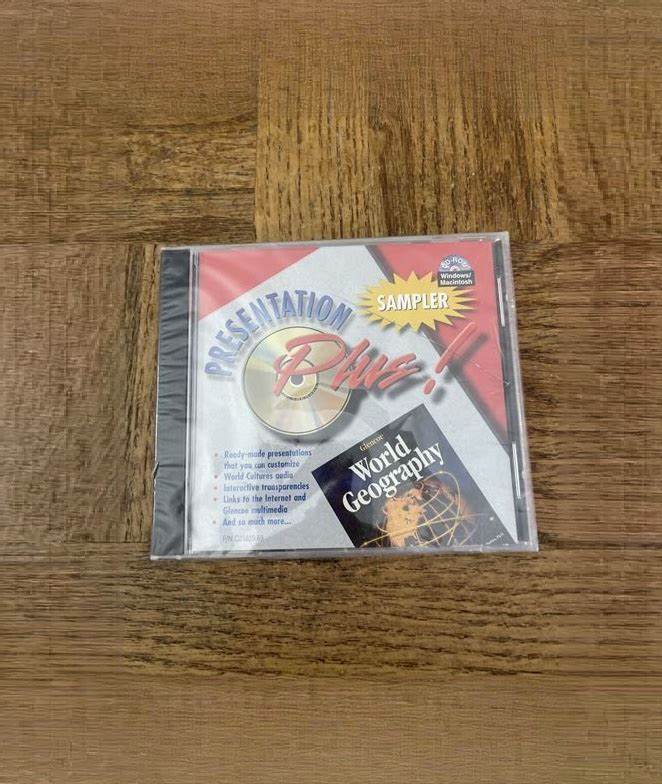 CD-ROM
Windows/
Macintosh
SAMPLER
PRESENTATION
Plus!
• Ready-made presentations
that you can customize
• World Cultures audio
• Interactive transparencies
• Links to the Internet and
Glencoe multimedia
• And so much more...
Glencoe
World
Geography